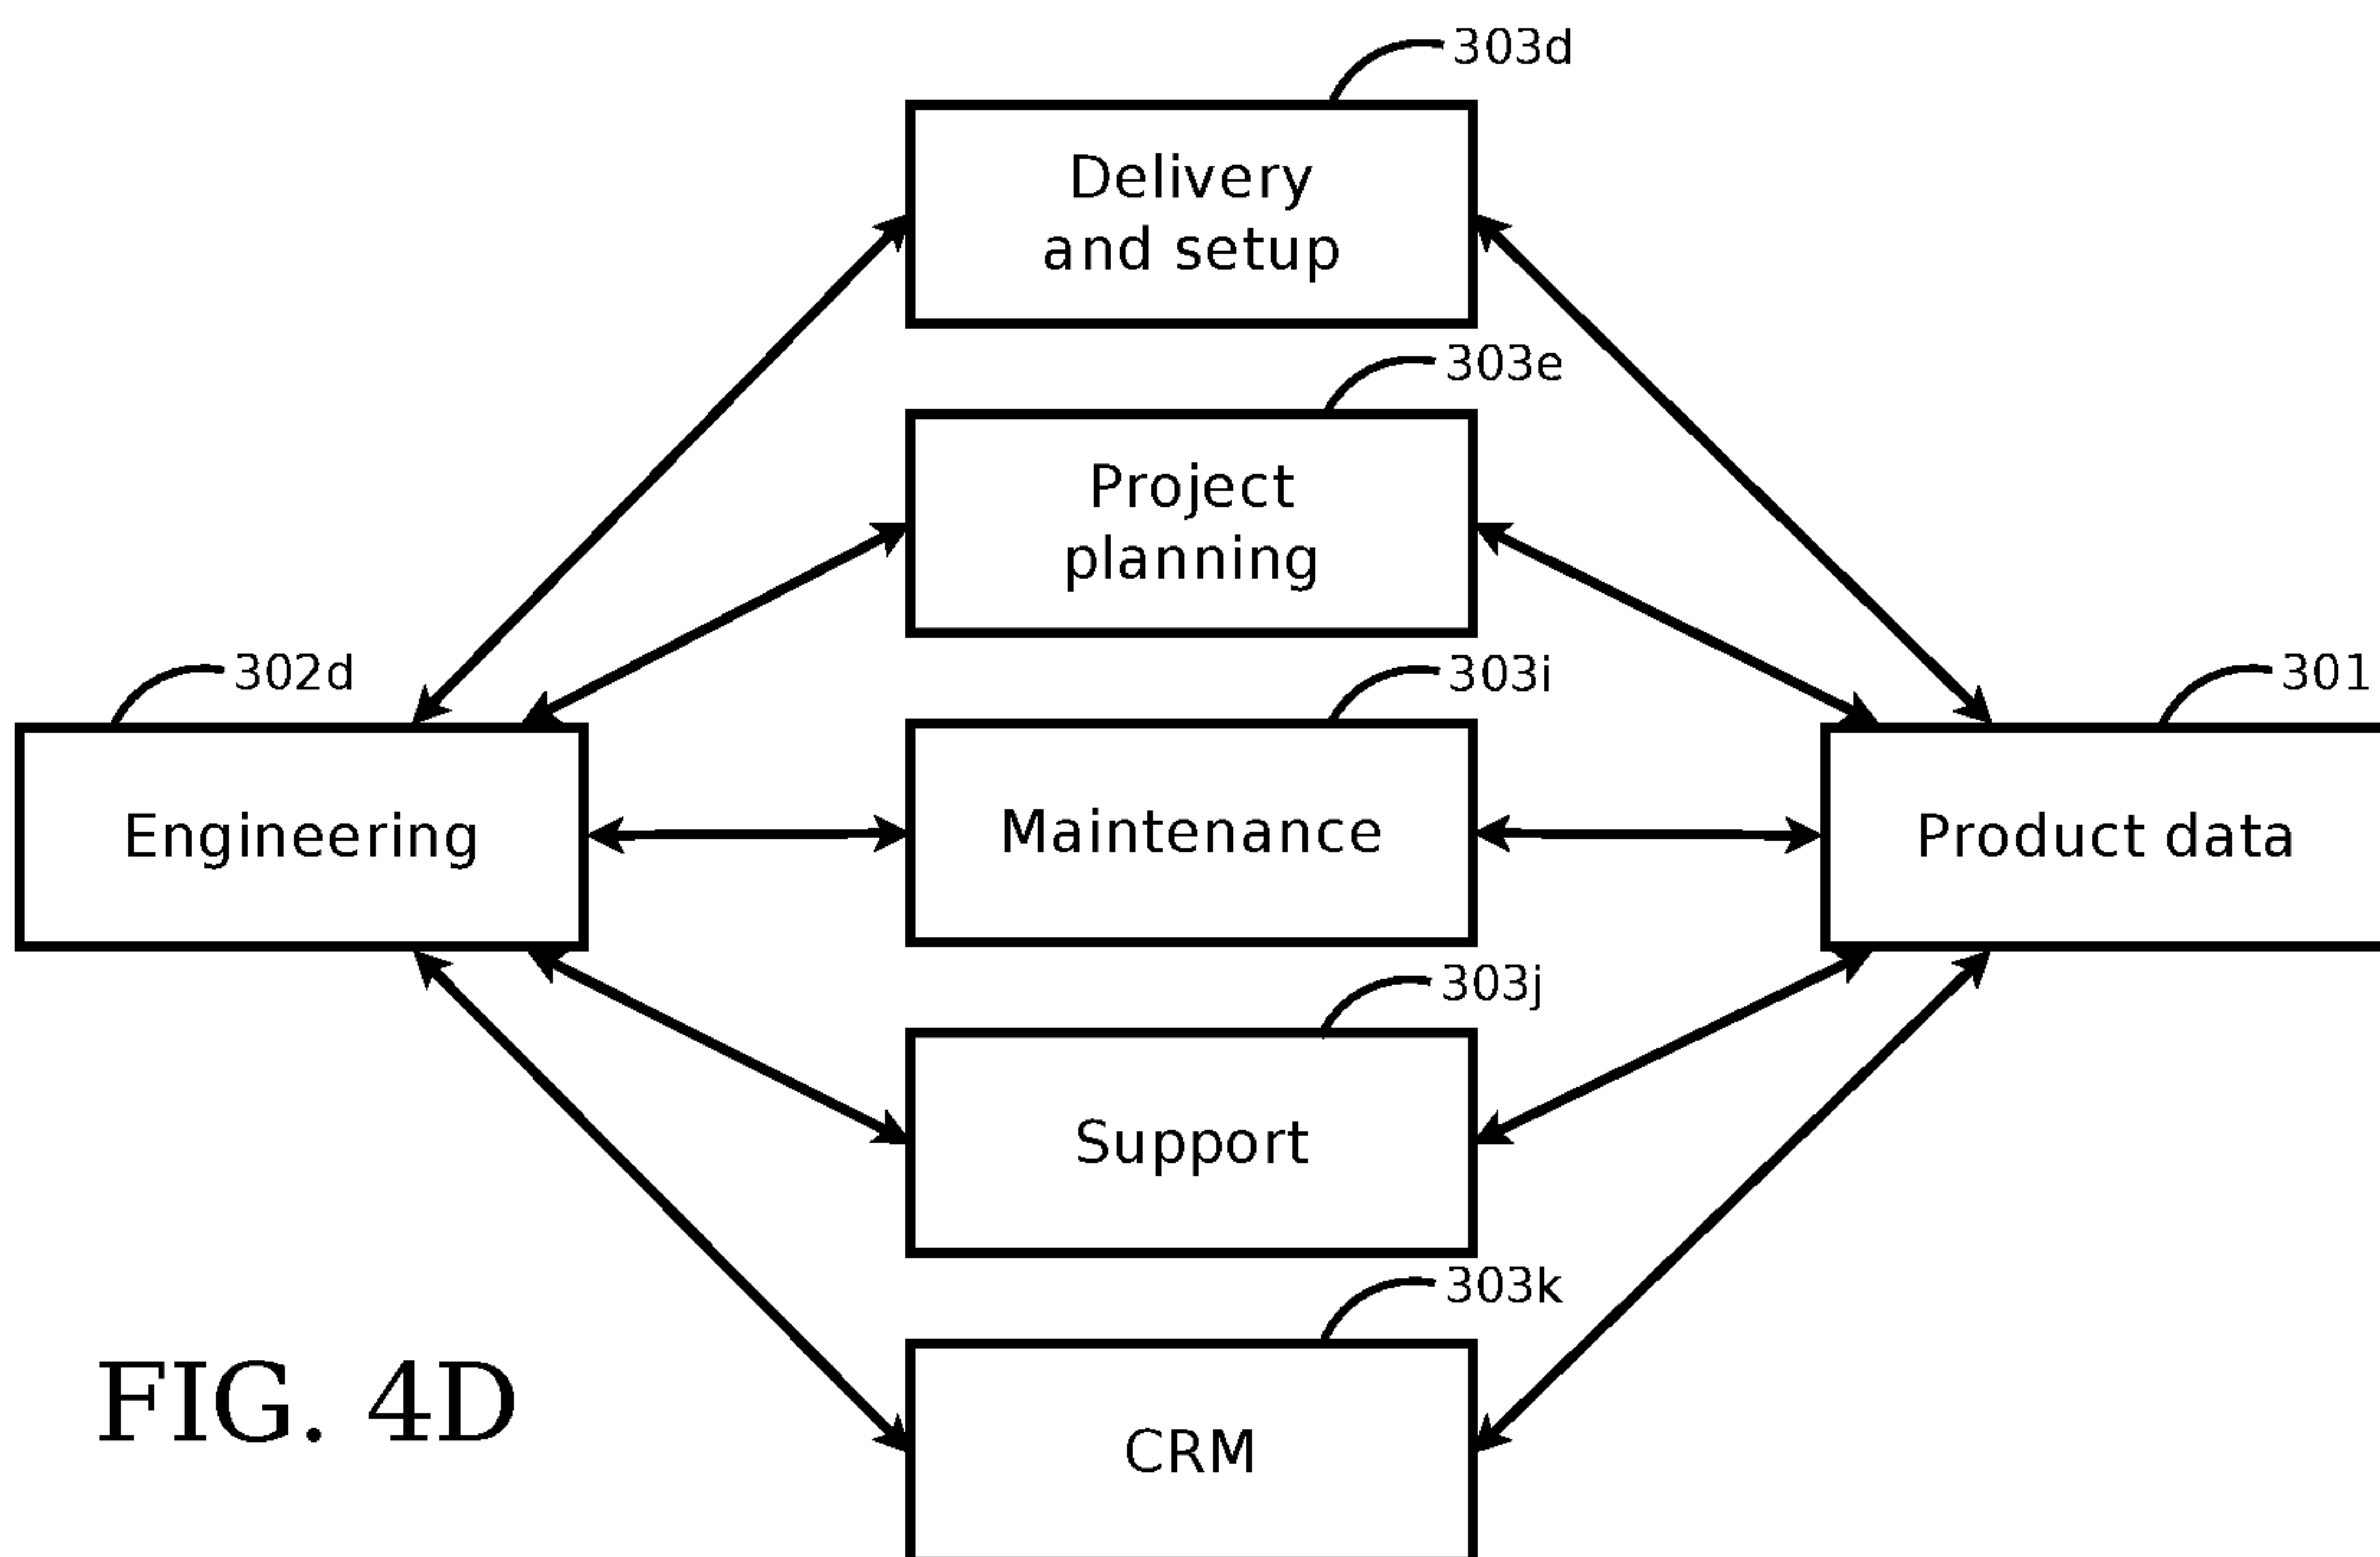 303d
Delivery
and setup
303e
Project
planning
302d
303i
301
Engineering
Maintenance
Product data
303j
Support
303k
CRM
FIG. 4D